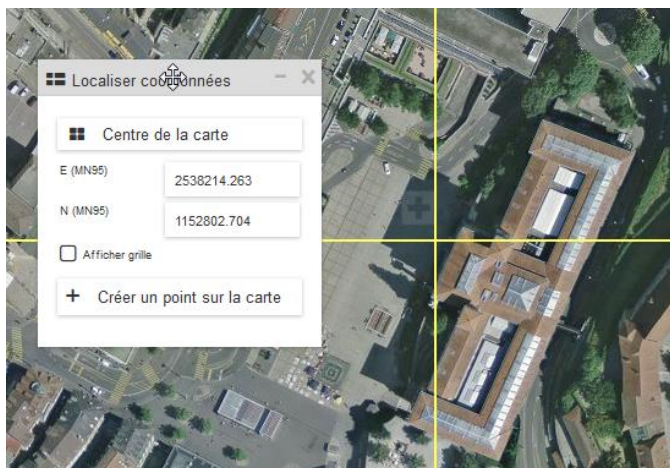 Localiser coordonnées
Centre de la carte
E (MN95)
2538214.263
N (MN95)
1152802.704
Afficher grille
Créer un point sur la carte